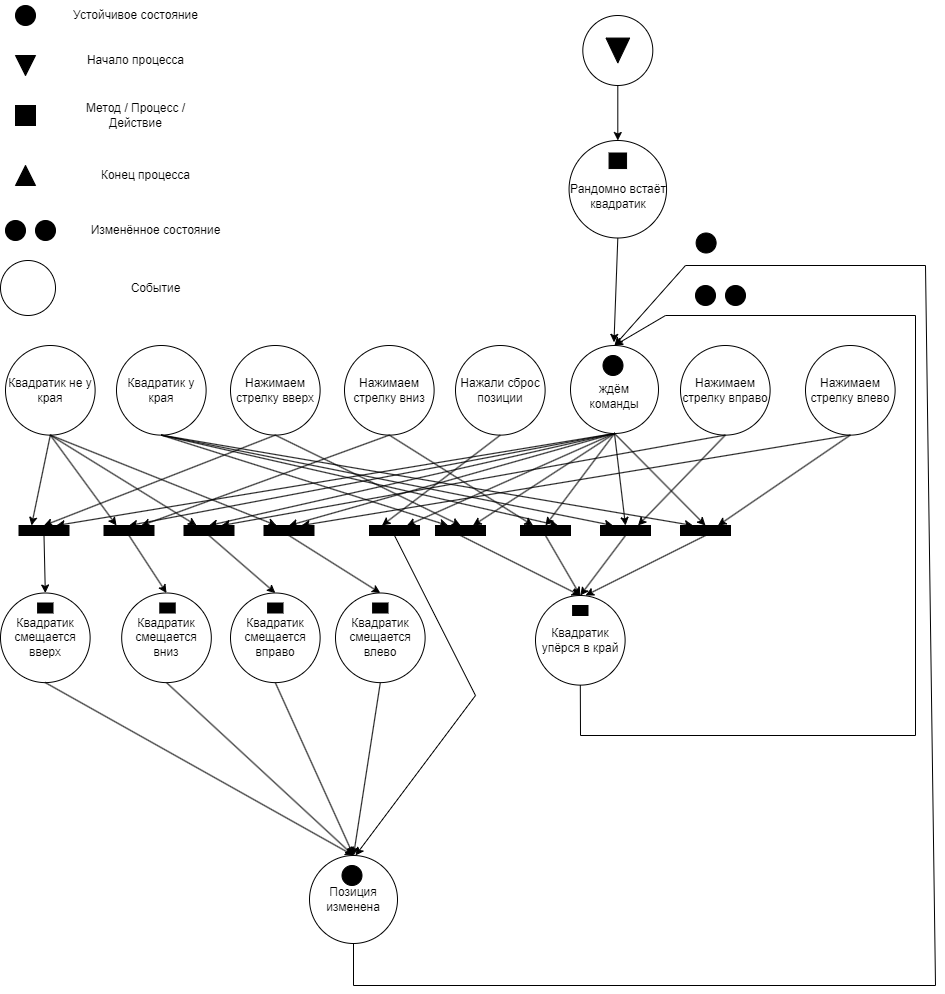 Устойчивое состояние
Начало процесса
Метод / Процесс /
Действие
Конец процесса
Изменённое состояние
Событие
Рандомно встаёт
квадратик
Квадратик не у
края
Квадратик у
края
Нажимаем
стрелку вверх
Нажимаем
стрелку вниз
Нажали сброс
позиции
ждём
команды
Нажимаем
стрелку вправо
Нажимаем
стрелку влево
Квадратик
смещается
вверх
Квадратик
смещается
вниз
Квадратик
смещается
вправо
Квадратик
смещается
влево
Квадратик
упёрся в край
Позиция
изменена